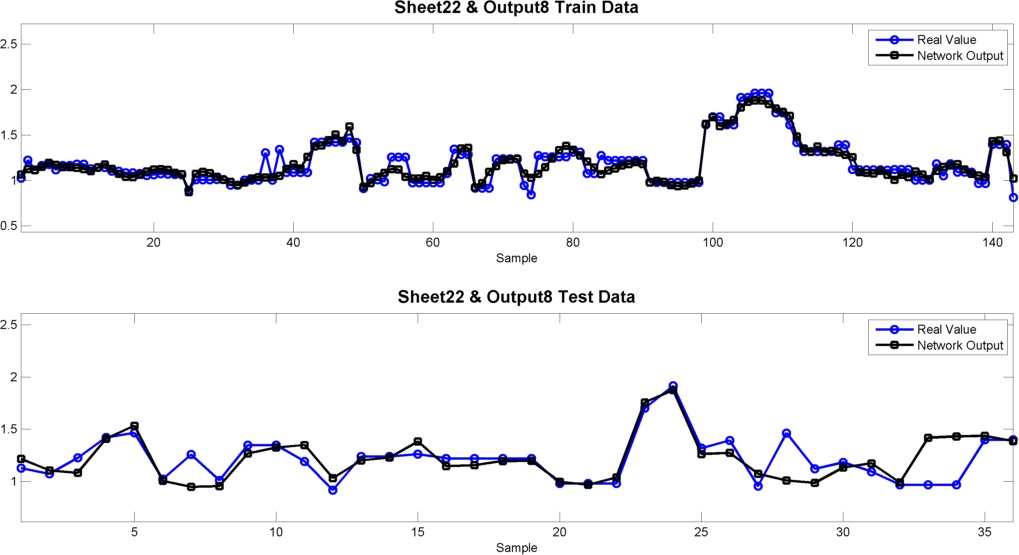 Sheet22 & Output8 Train Data
2.5
2
1.5
1
0.5
Real Value
Network Output
20 40 60 80 100 120 140
Sample
Sheet22 & Output8 Test Data
2.5
2
1.5
1
Real Value
Network Output
5 10 15 20 25 30 35
Sample